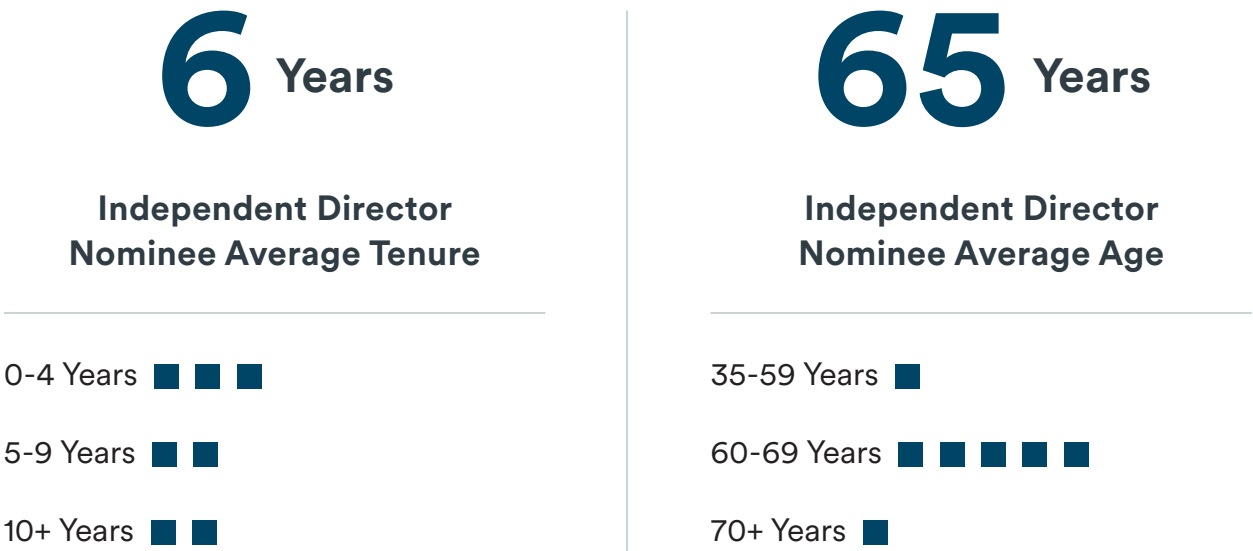 6 Years
Independent Director
Nominee Average Tenure
0-4 Years
5-9 Years
10+ Years
65 Years
Independent Director
Nominee Average Age
35-59 Years
60-69 Years
70+ Years